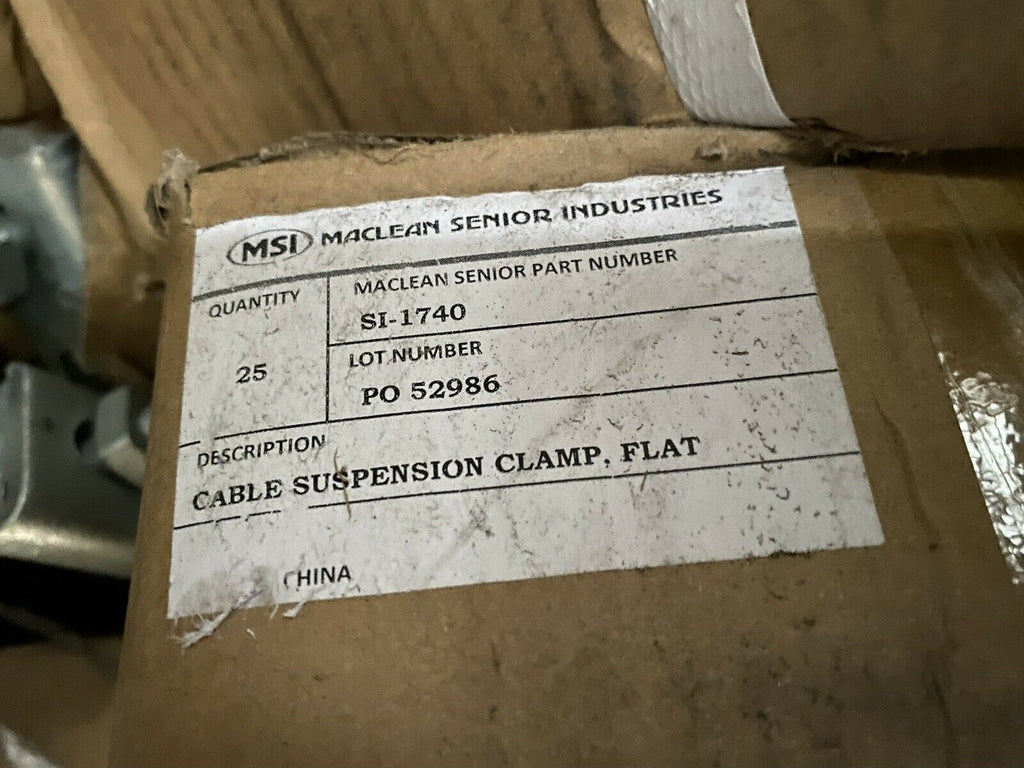 MSI MACLEAN SENIOR INDUSTRIES
QUANTITY
25
MACLEAN SENIOR PART NUMBER
SI-1740
LOT NUMBER
PO 52986
DESCRIPTION
CABLE SUSPENSION CLAMP, FLAT
CHINA